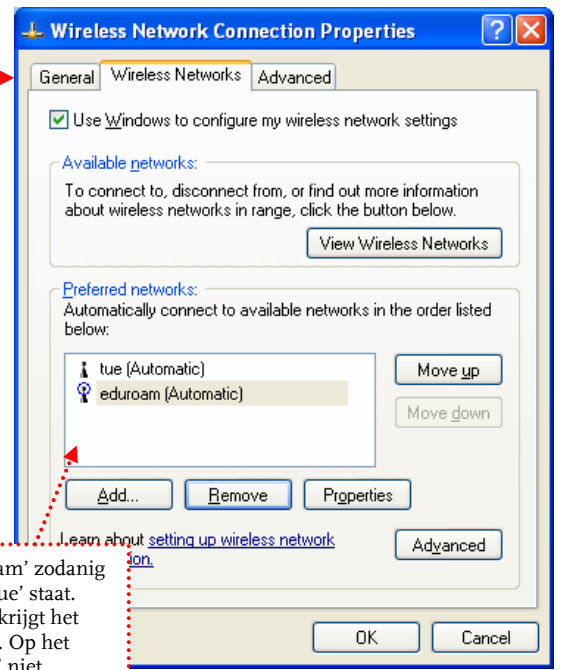 Wireless Network Connection Properties
General Wireless Networks Advanced
Use Windows to configure my wireless network settings
Available networks:
To connect to, disconnect from, or find out more information
about wireless networks in range, click the button below.
View Wireless Networks
Preferred networks:
Automatically connect to available networks in the order listed
below:
tue (Automatic)
eduroam (Automatic)
Move up
Move down
Add... Remove Properties
Learn about setting up wireless network
Advanced
zodanig
staat.
krijgt het
Op het
niet
OK Cancel